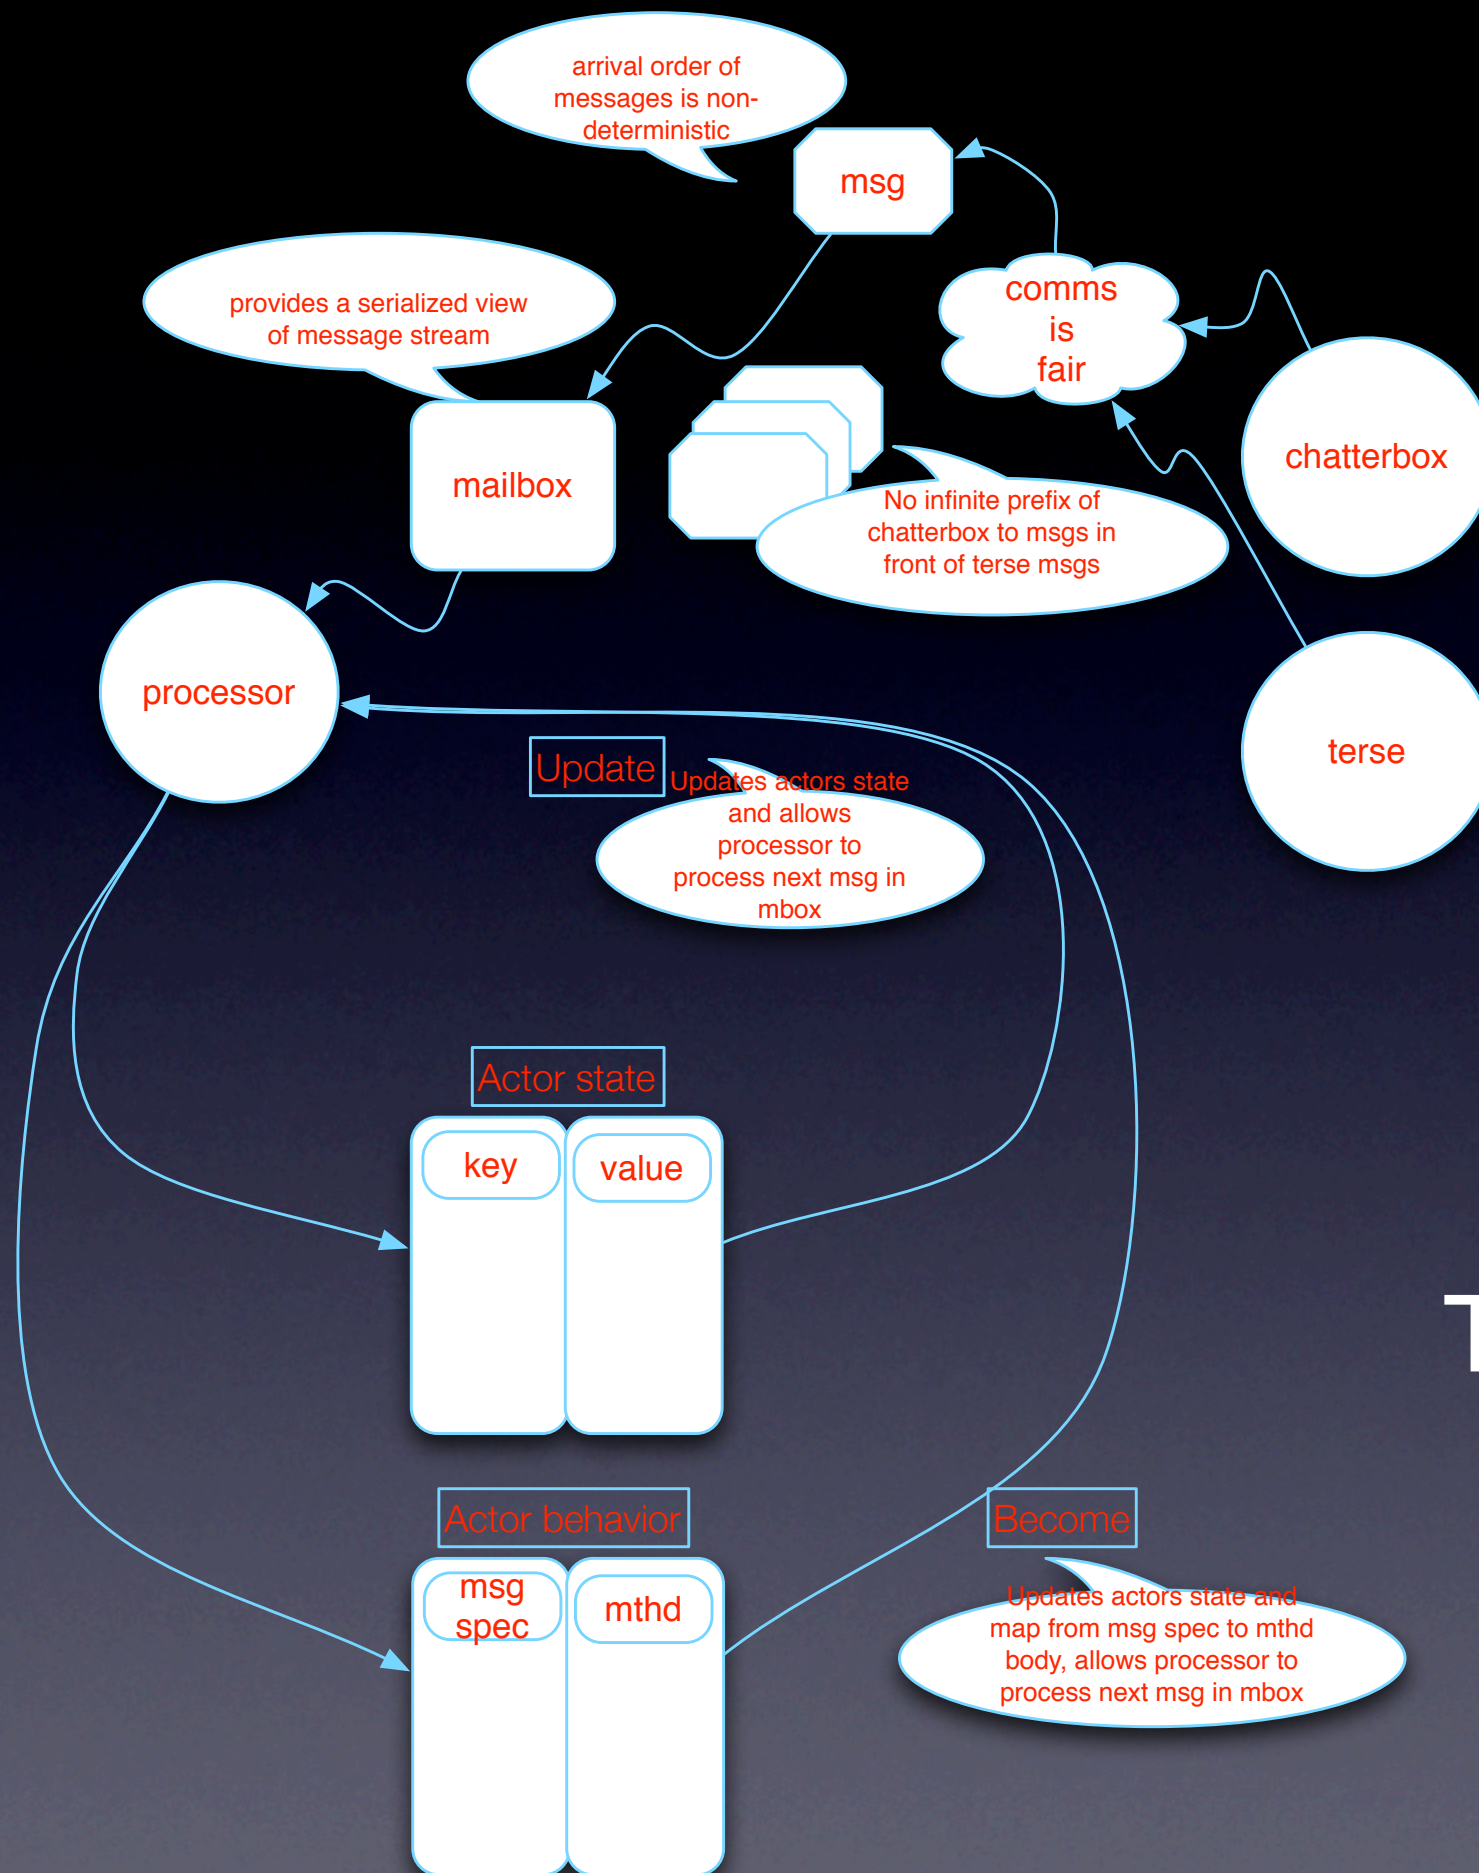 arrival order of
messages is non-
deterministic
msg
provides a serialized view
of message stream
comms
is
fair
chatterbox
mailbox
No infinite prefix of
chatterbox to msgs in
front of terse msgs
processor
terse
Update
Updates actors state
and allows
processor to
process next msg in
mbox
Actor state
key
value
T
Actor behavior
Become
msg
spec
mthd
Updates actors state and
map from msg spec to mthd
body, allows processor to
process next msg in mbox